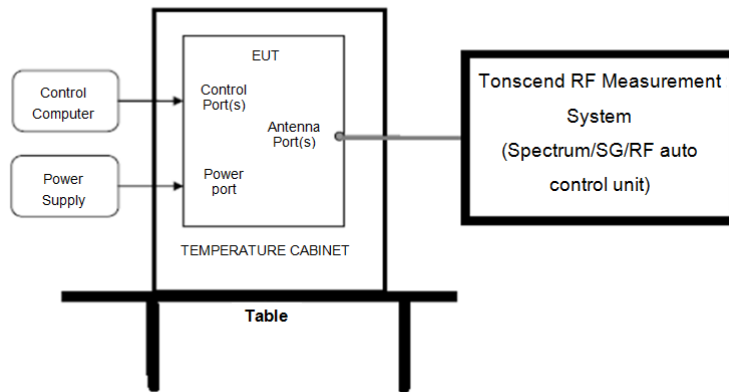 EUT
Control
Computer
Control
Port(s)
Antenna
Port(s)
Power
Supply
Power
port
TEMPERATURE CABINET
Table
Tonscend RF Measurement
System
(Spectrum/SG/RF auto
control unit)